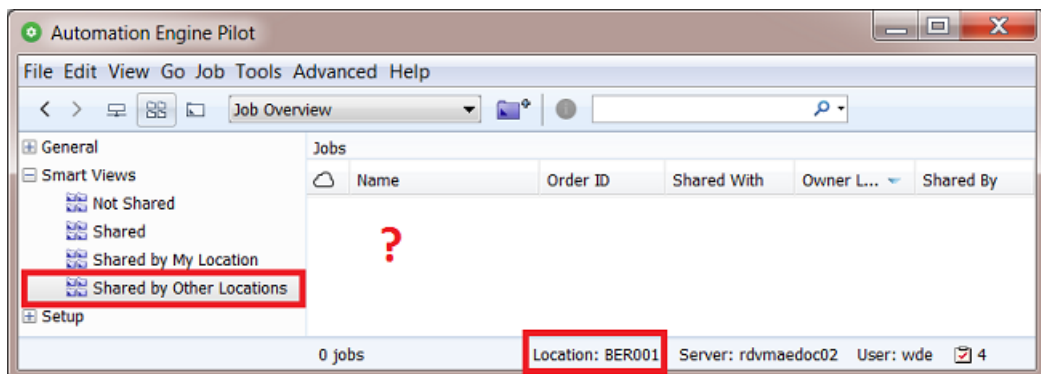 Automation Engine Pilot
File Edit View Go Job Tools Advanced Help
Job Overview
General
Smart Views
Not Shared
Shared
Shared by My Location
Shared by Other Locations
Setup
Jobs
Name Order ID Shared With Owner L... Shared By
?
0 jobs Location: BER001 Server: rdvmaedoc02 User: wde 4